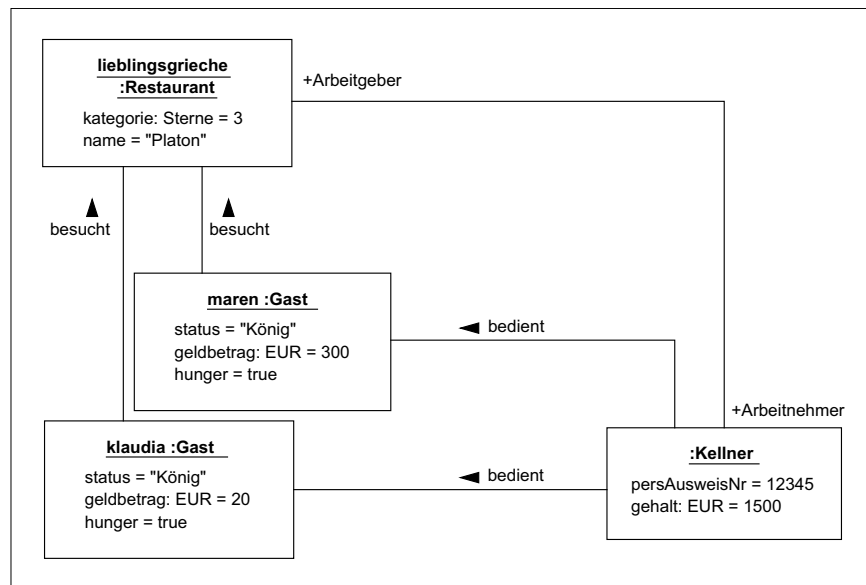 lieblingsgrieche
:Restaurant
kategorie: Sterne = 3
name = "Platon"
+Arbeitgeber
besucht
besucht
maren :Gast
status = "König"
geldbetrag: EUR = 300
hunger = true
bedient
+Arbeitnehmer
klaudia :Gast
status = "König"
geldbetrag: EUR = 20
hunger = true
bedient
:Kellner
persAusweisNr = 12345
gehalt: EUR = 1500